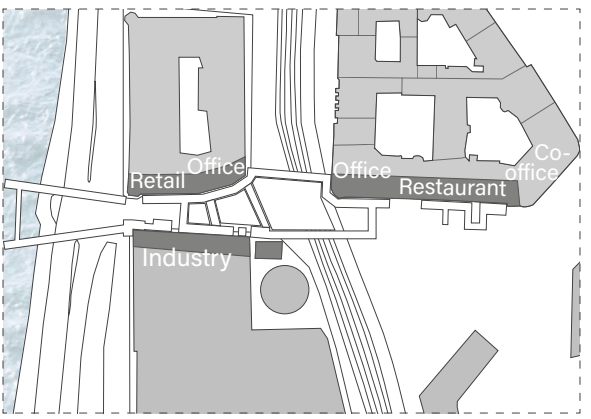 Retail
Office
Office
Restaurant
Co-
office
Industry